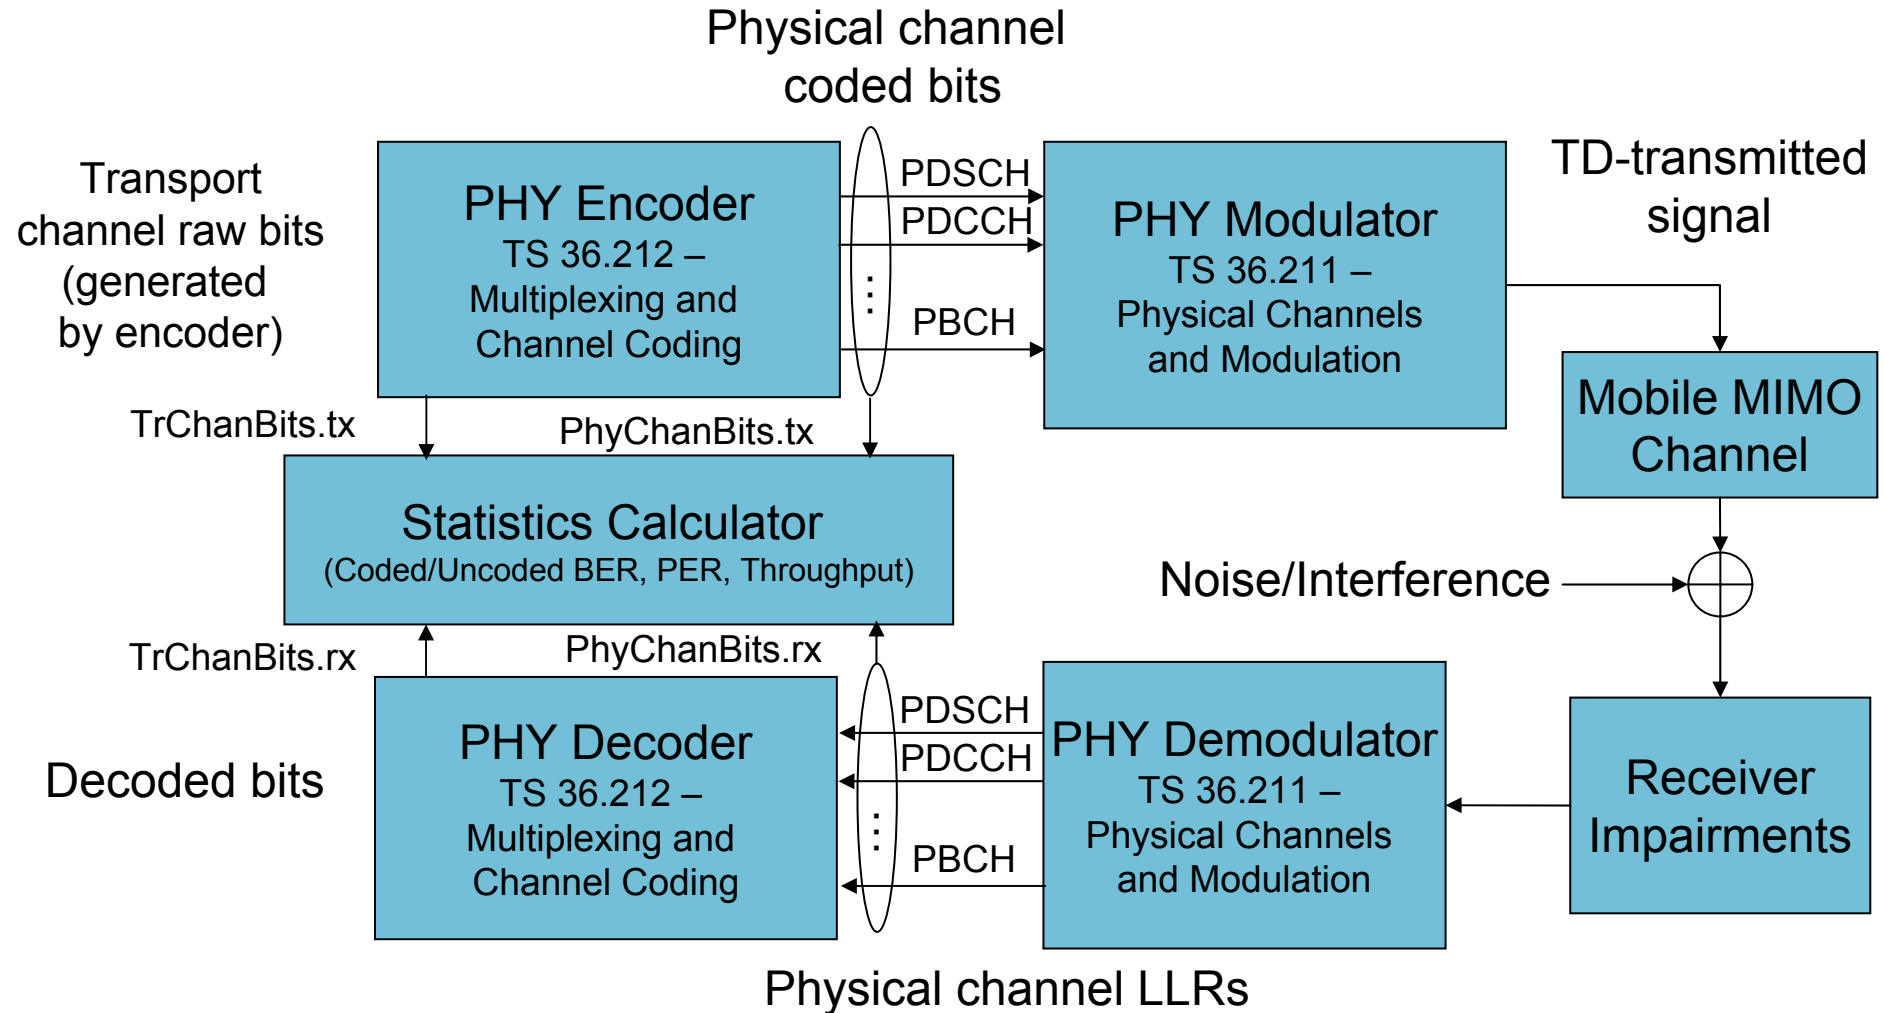 Physical channel
coded bits
Transport
channel raw bits
(generated
by encoder)
PHY Encoder
TS 36.212 –
Multiplexing and
Channel Coding
PDSCH
PDCCH
⋮
PBCH
PHY Modulator
TS 36.211 –
Physical Channels
and Modulation
TD-transmitted
signal
Mobile MIMO
Channel
TrChanBits.tx
PhyChanBits.tx
Statistics Calculator
(Coded/Uncoded BER, PER, Throughput)
Noise/Interference
TrChanBits.rx
PhyChanBits.rx
Decoded bits
PHY Decoder
TS 36.212 –
Multiplexing and
Channel Coding
PDSCH
PDCCH
⋮
PBCH
PHY Demodulator
TS 36.211 –
Physical Channels
and Modulation
Receiver
Impairments
Physical channel LLRs